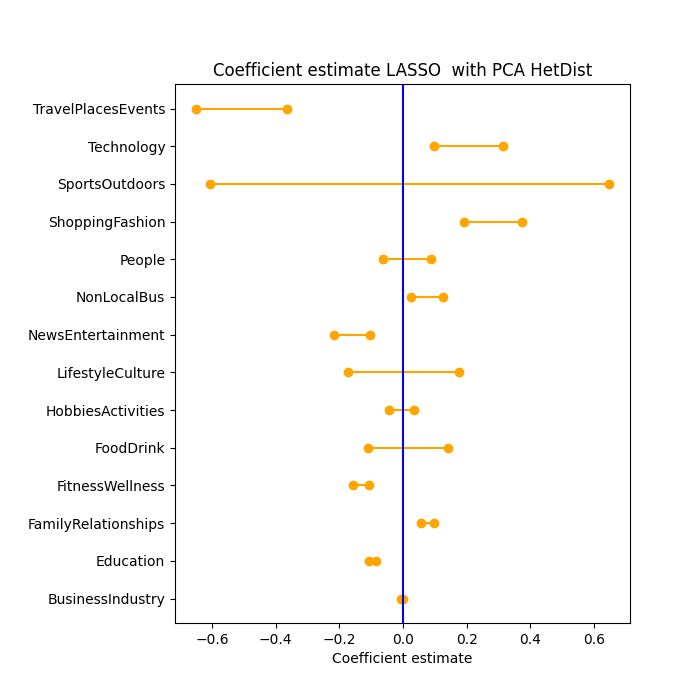 Coefficient estimate LASSO  with PCA HetDist
TravelPlacesEvents
Technology
SportsOutdoors
ShoppingFashion
People
NonLocalBus
NewsEntertainment
LifestyleCulture
HobbiesActivities
FoodDrink
FitnessWellness
FamilyRelationships
Education
BusinessIndustry
−0.6 −0.4 −0.2 0.0 0.2 0.4 0.6
Coefficient estimate